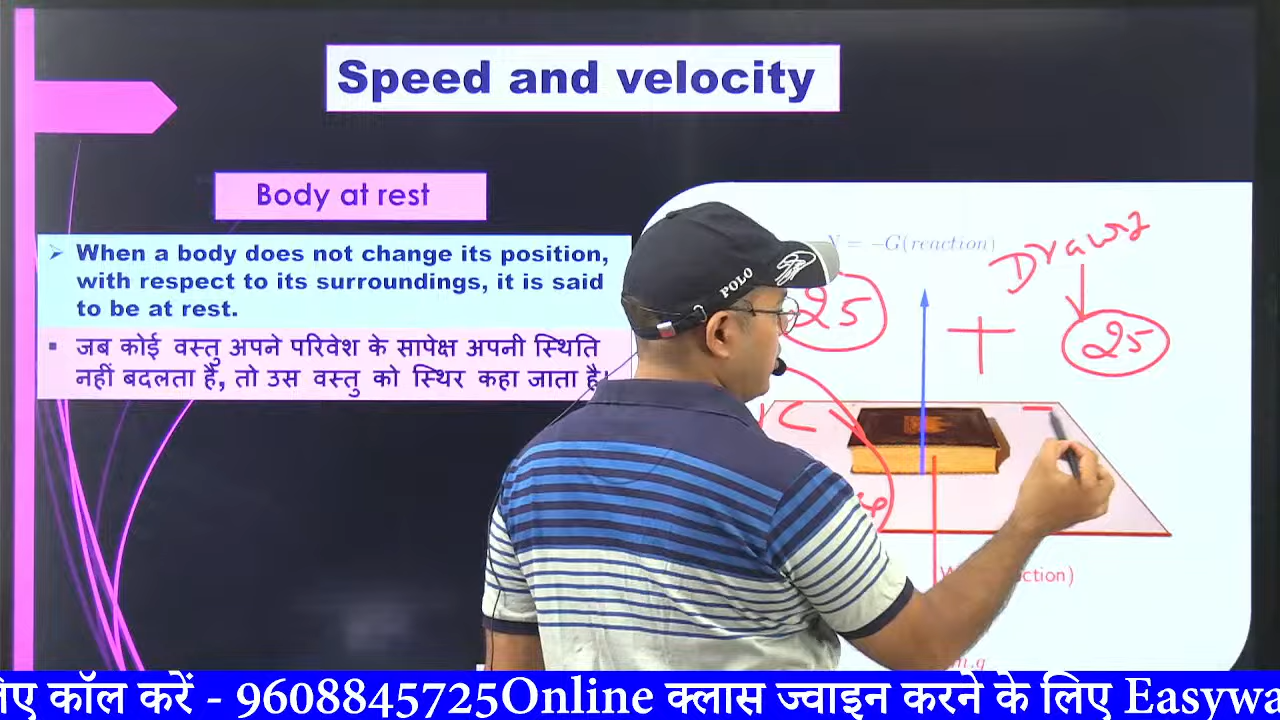 Speed and velocity
Body at rest
When a body does not change its position,
with respect to its surroundings, it is said
to be at rest.
जब कोई वस्तु अपने परिवेश के सापेक्ष अपनी स्थिति
नहीं बदलता है, तो उस वस्तु को स्थिर कहा जाता है।
= −G(reaction)
Draws
25
+
25
POLO
m.g
कॉल करें - 9608845725Online क्लास ज्वाइन करने के लिए